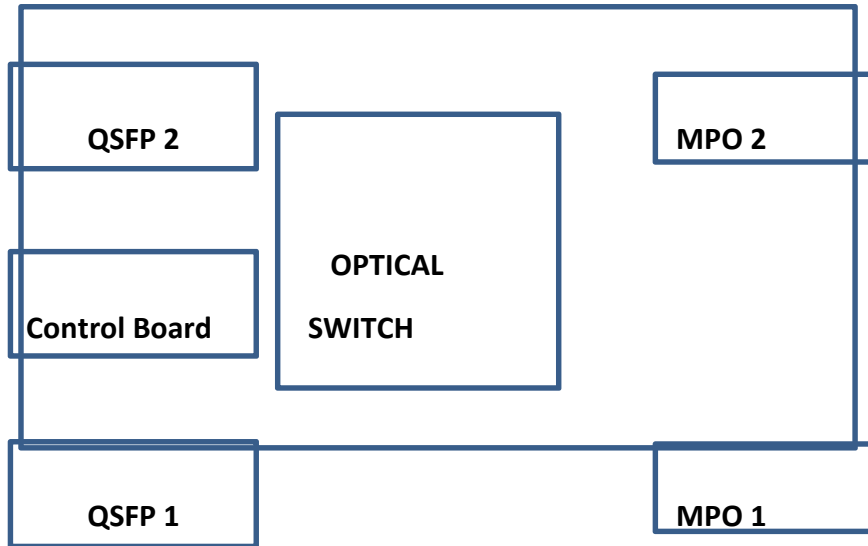 QSFP 2
MPO 2
OPTICAL
SWITCH
Control Board
QSFP 1
MPO 1